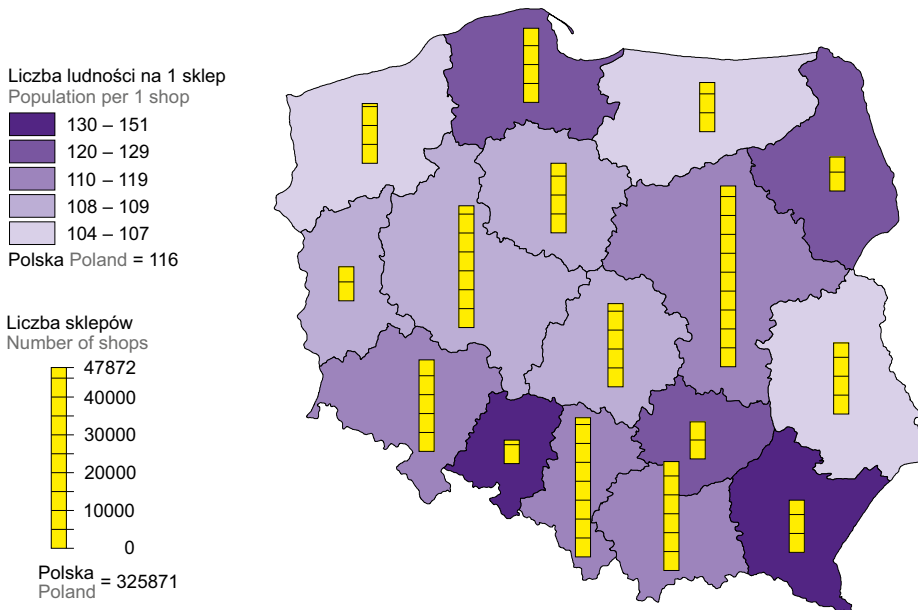 Liczba ludności na 1 sklep
Population per 1 shop
130 – 151
120 – 129
110 – 119
108 – 109
104 – 107
Polska Poland = 116
Liczba sklepów
Number of shops
47872
40000
30000
20000
10000
0
Polska
Poland = 325871